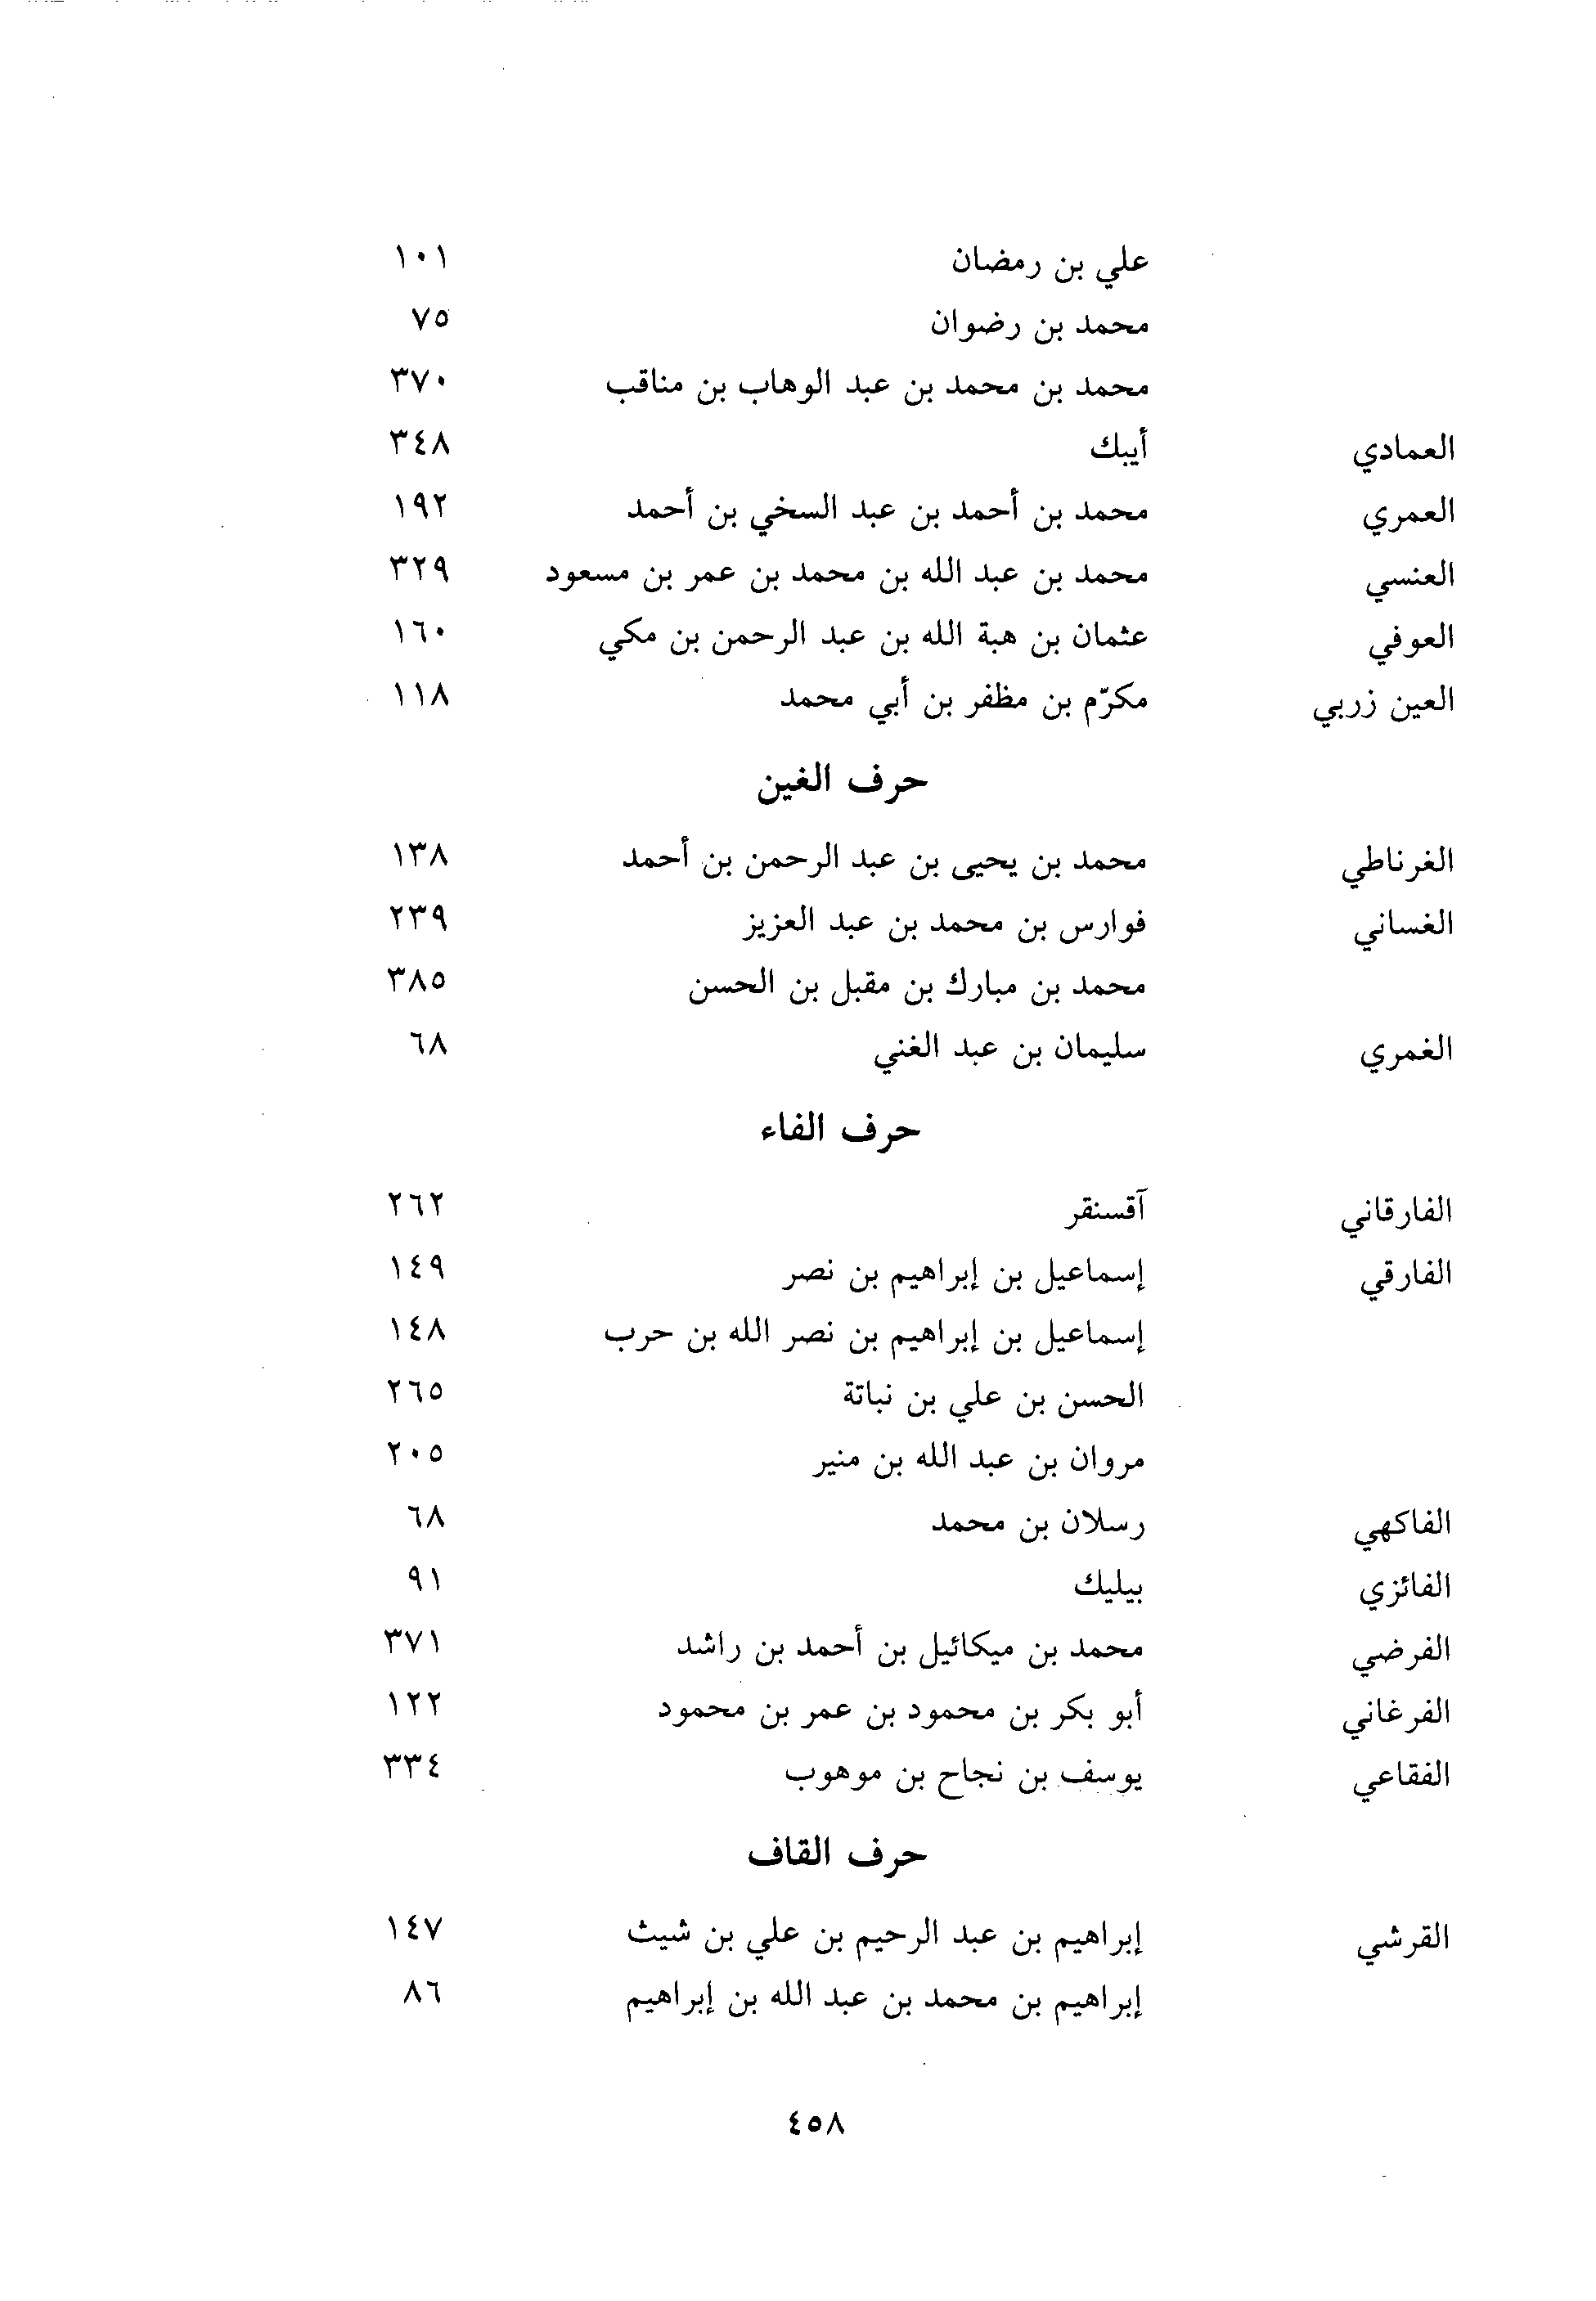 علي بن رمضان ١٠١
محمد بن رضوان ٧٥
محمد بن محمد بن عبد الوهاب بن مناقب ٣٧٠
العمادي أيبك ٣٤٨
العمري محمد بن أحمد بن عبد السخي بن أحمد ١٩٢
العنسي محمد بن عبد الله بن محمد بن عمر بن مسعود ٣٢٩
العوفي عثمان بن هبة الله بن عبد الرحمن بن مكي ١٦٠
العين زربي مكرّم بن مظفر بن أبي محمد ١١٨
حرف الغين
الغرناطي محمد بن يحيى بن عبد الرحمن بن أحمد ١٣٨
الغساني فوارس بن محمد بن عبد العزيز ٢٣٩
محمد بن مبارك بن مقبل بن الحسن ٣٨٥
الغمري سليمان بن عبد الغني ٦٨
حرف الفاء
الفارقاني آقسنقر ٢٦٢
الفارقي إسماعيل بن إبراهيم بن نصر ١٤٩
إسماعيل بن إبراهيم بن نصر الله بن حرب ١٤٨
الحسن بن علي بن نباتة ٢٦٥
مروان بن عبد الله بن منير ٢٠٥
الفاكهي رسلان بن محمد ٦٨
الفائزي بيليك ٩١
الفرضي محمد بن ميكائيل بن أحمد بن راشد ٣٧١
الفرغاني أبو بكر بن محمود بن عمر بن محمود ١٢٢
الفقاعي يوسف بن نجاح بن موهوب ٣٣٤
حرف القاف
القرشي إبراهيم بن عبد الرحيم بن علي بن شيث ١٤٧
إبراهيم بن محمد بن عبد الله بن إبراهيم ٨٦
٤٥٨